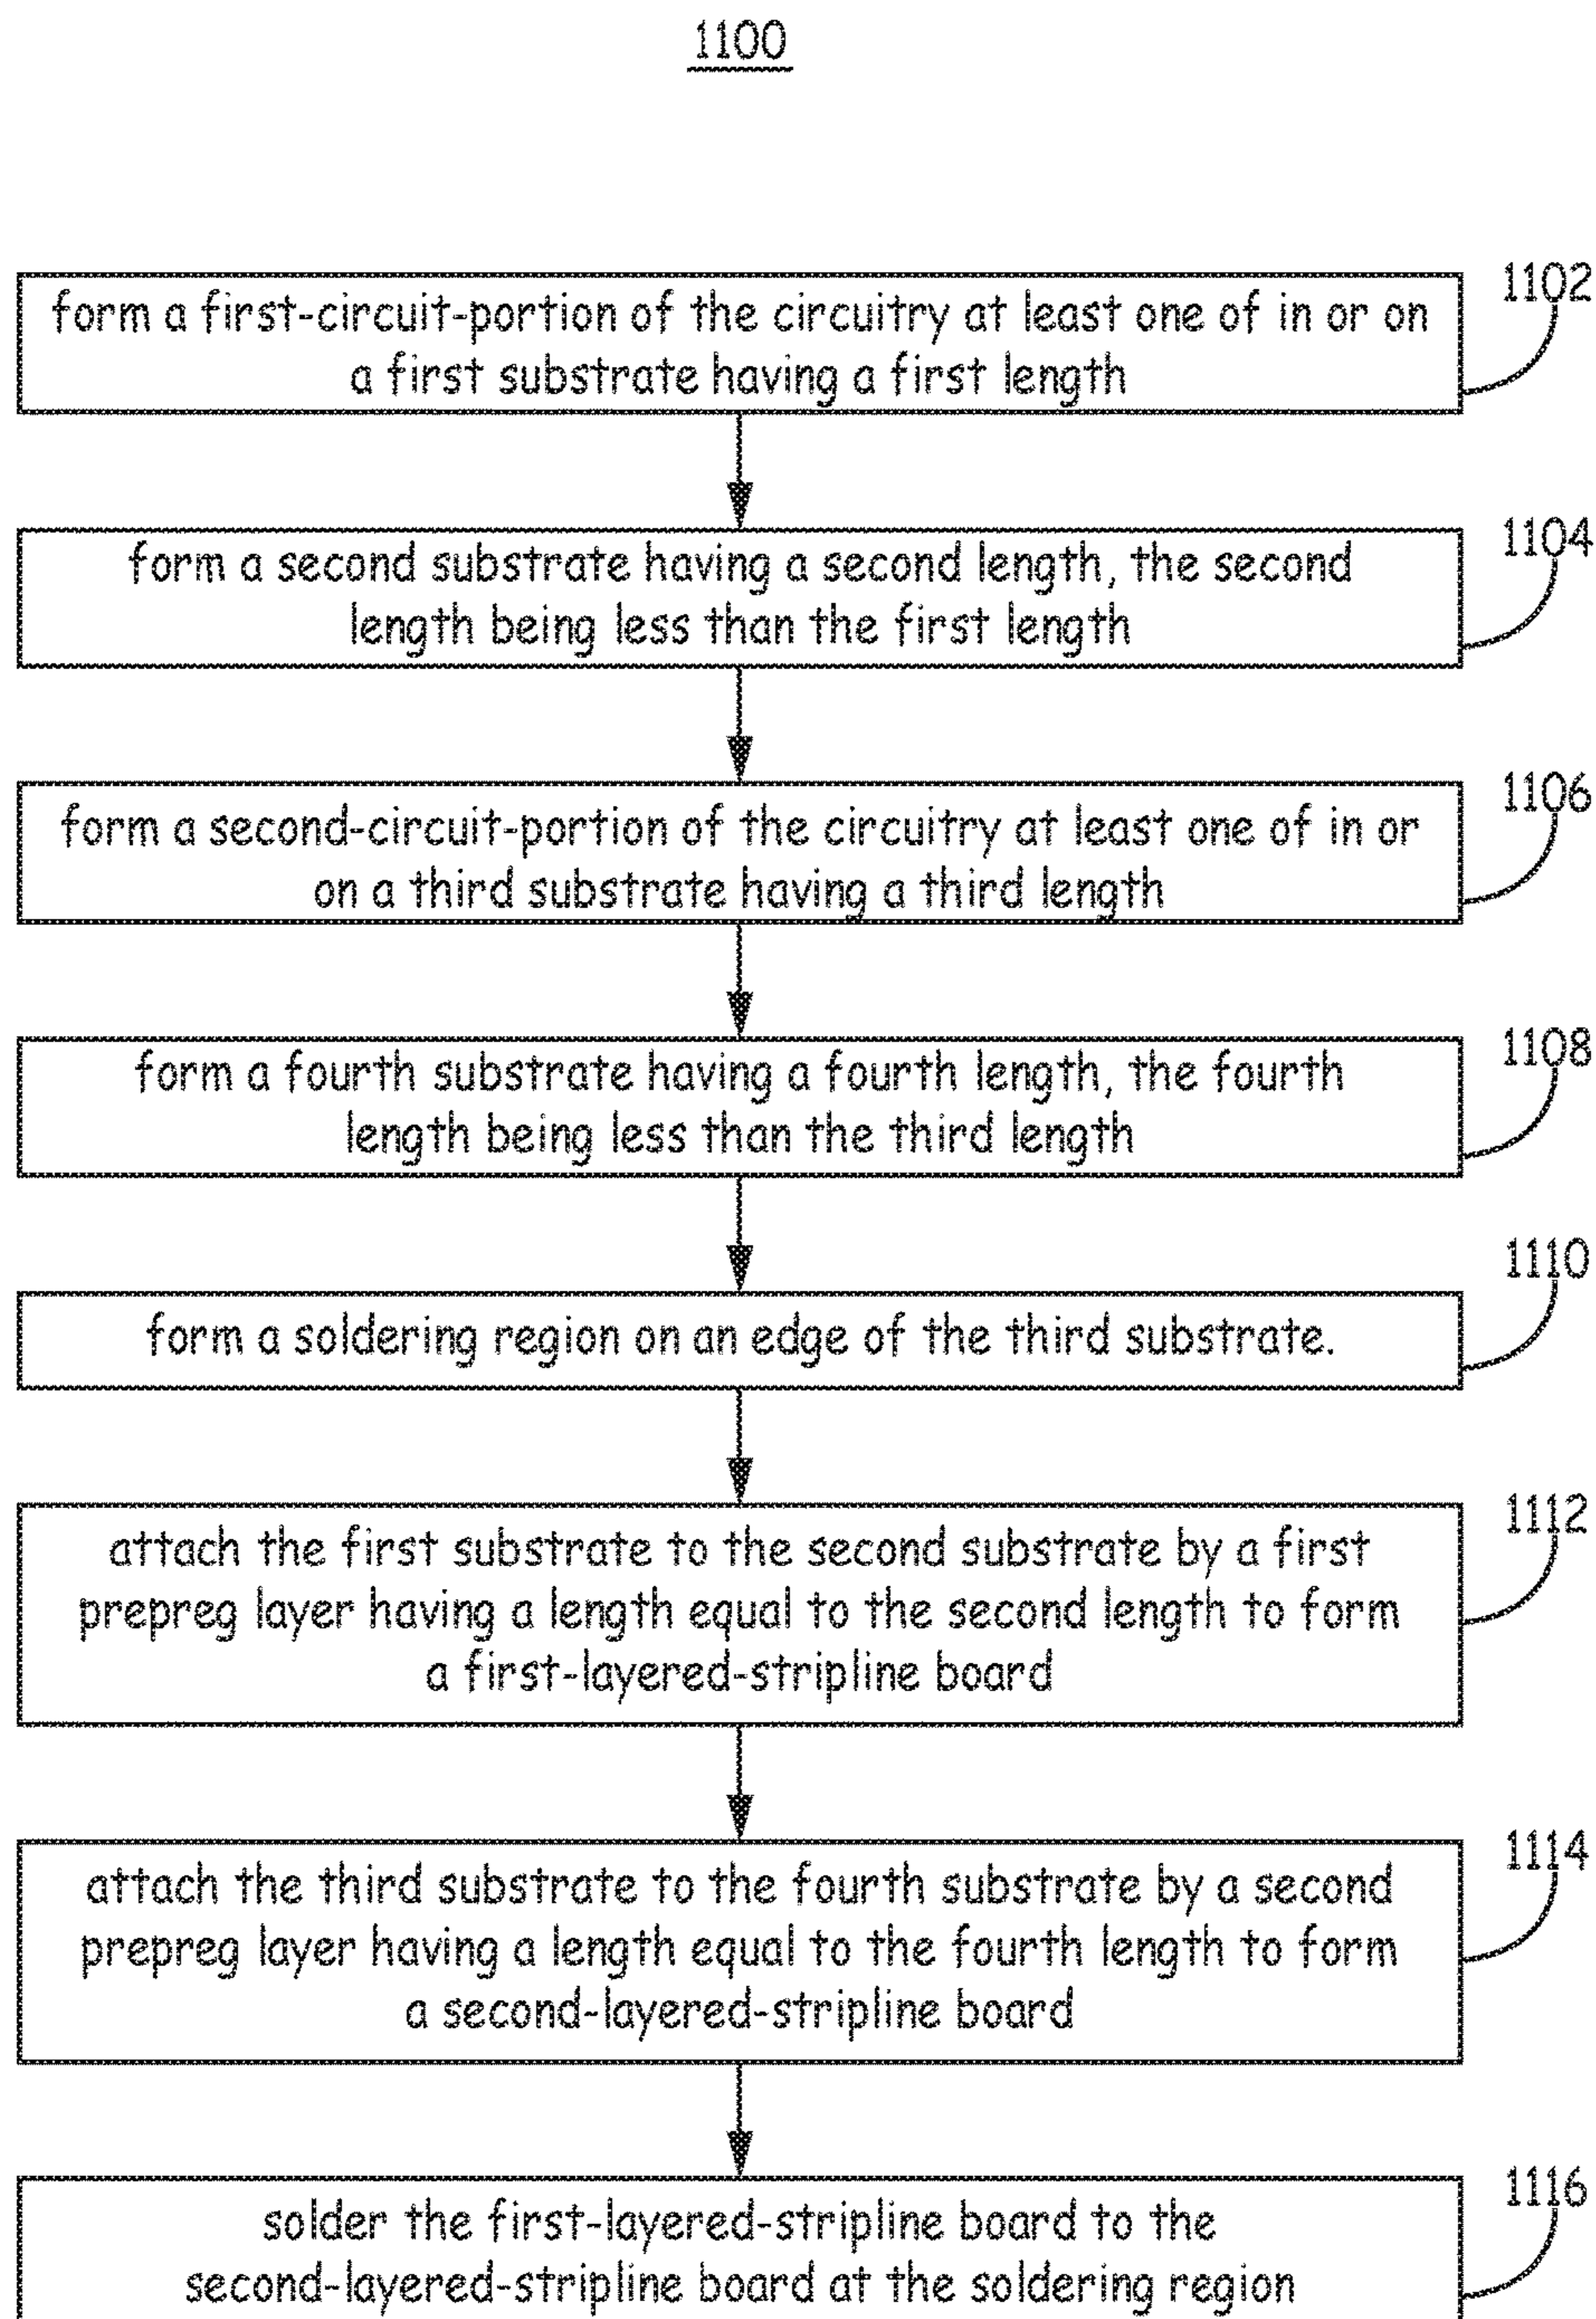 1100
1102
form a first-circuit-portion of the circuitry at least one of in or on
a first substrate having a first length
1104
form a second substrate having a second length, the second
length being less than the first length
1106
form a second-circuit-portion of the circuitry at least one of in or
on a third substrate having a third length
1108
form a fourth substrate having a fourth length, the fourth
length being less than the third length
1110
form a soldering region on an edge of the third substrate.
1112
attach the first substrate to the second substrate by a first
prepreg layer having a length equal to the second length to form
a first-layered-stripline board
1114
attach the third substrate to the fourth substrate by a second
prepreg layer having a length equal to the fourth length to form
a second-layered-stripline board
1116
solder the first-layered-stripline board to the
second-layered-stripline board at the soldering region